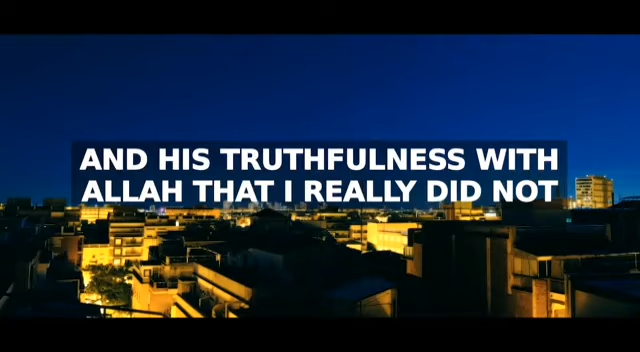 AND HIS TRUTHFULNESS WITH
ALLAH THAT I REALLY DID NOT